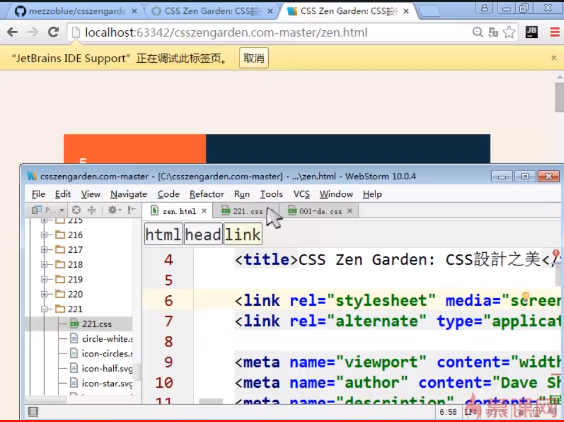 mezzoblue/csszengarden
CSS Zen Garden: CSS設
CSS Zen Garden: CSS設
localhost:63342/csszengarden.com-master/zen.html
JB
“JetBrains IDE Support” 正在调试此标签页。 取消
csszengarden.com-master - [C:\csszengarden.com-master] - ...\zen.html - WebStorm 10.0.4
File Edit View Navigate Code Refactor Run Tools VCS Window Help
zen.html 221.css 001-de.css
html head link
215
216
217
218
219
220
221
221.css
circle-white.s
icon-circles.s
icon-half.svg
icon-star.svg
4 <title>CSS Zen Garden: CSS設計之美</
5
6 <link rel="stylesheet" media="screen
7 <link rel="alternate" type="applicat
8
9 <meta name="viewport" content="width
10 <meta name="author" content="Dave Sh
11 <meta name="description" content=
6:58
慕课网